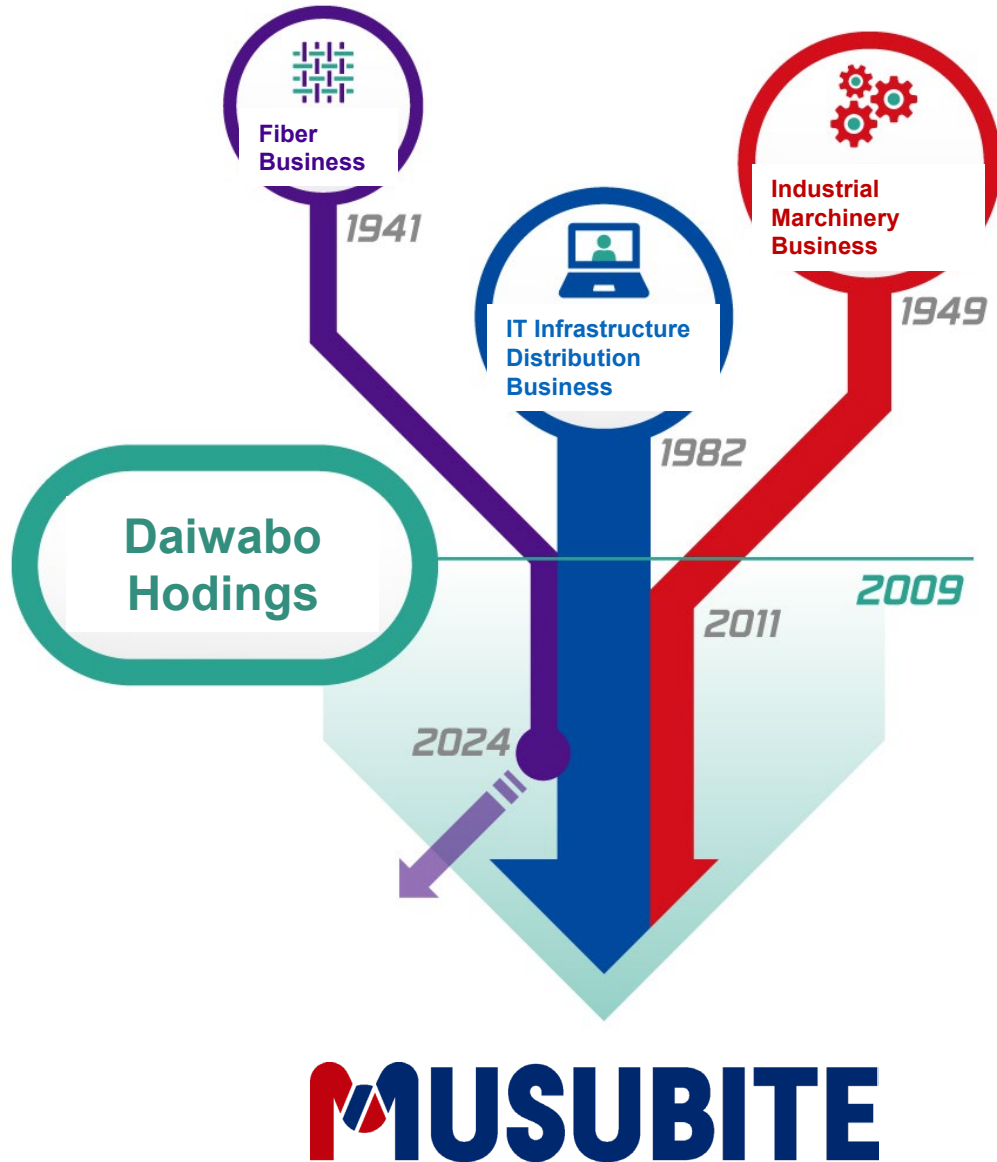 Fiber
Business
1941
Industrial
Marchinery
Business
1949
IT Infrastructure
Distribution
Business
1982
Daiwabo
Hodings
2009
2011
2024
MUSUBITE